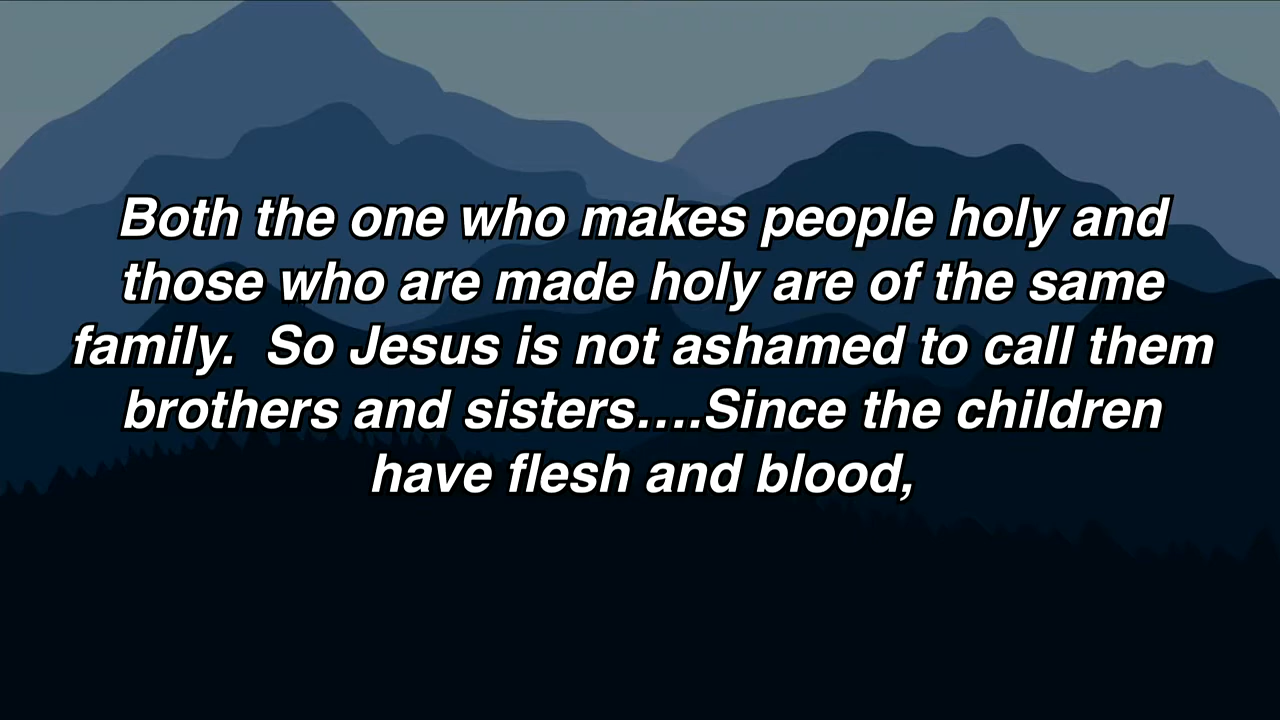 Both the one who makes people holy and
those who are made holy are of the same
family.  So Jesus is not ashamed to call them
brothers and sisters….Since the children
have flesh and blood,